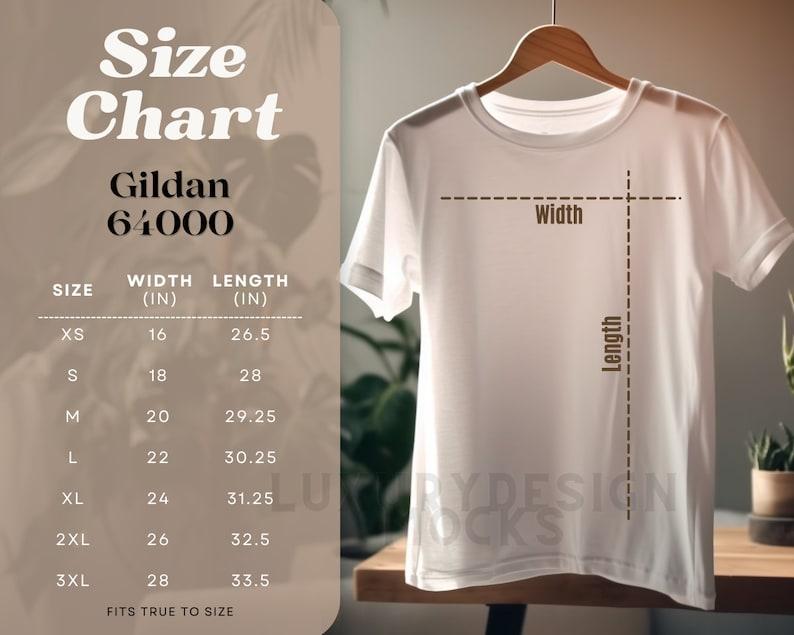 Size
Chart
Gildan
64000
SIZE WIDTH (IN) LENGTH (IN)
XS 16 26.5
S 18 28
M 20 29.25
L 22 30.25
XL 24 31.25
2XL 26 32.5
3XL 28 33.5
FITS TRUE TO SIZE
Width
Length
LUXURYDESIGN
MOCKS